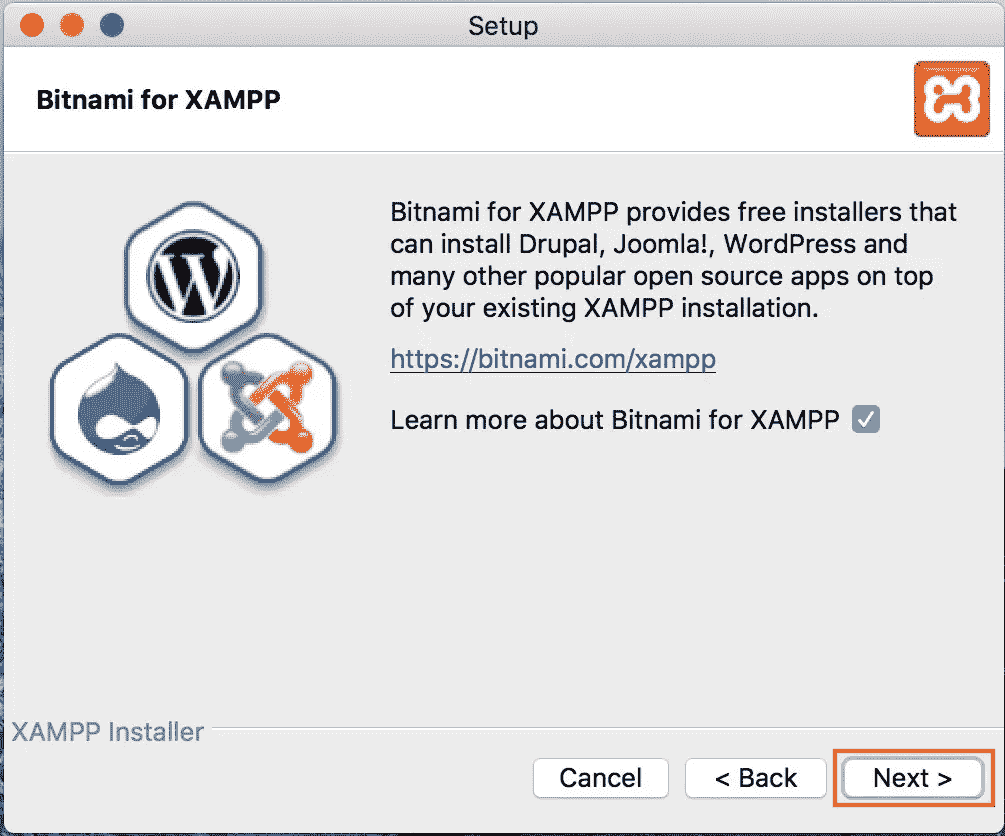 Setup
Bitnami for XAMPP
Bitnami for XAMPP provides free installers that
can install Drupal, Joomla!, WordPress and
many other popular open source apps on top
of your existing XAMPP installation.
https://bitnami.com/xampp
Learn more about Bitnami for XAMPP
XAMPP Installer
Cancel
< Back
Next >